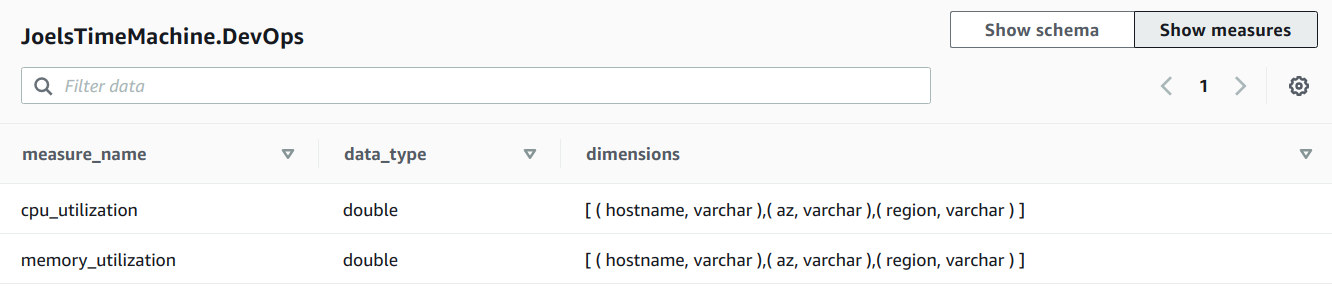 JoelsTimeMachine.DevOps
Show schema
Show measures
Filter data
1
measure_name data_type dimensions
cpu_utilization double [ ( hostname, varchar ),( az, varchar ),( region, varchar ) ]
memory_utilization double [ ( hostname, varchar ),( az, varchar ),( region, varchar ) ]